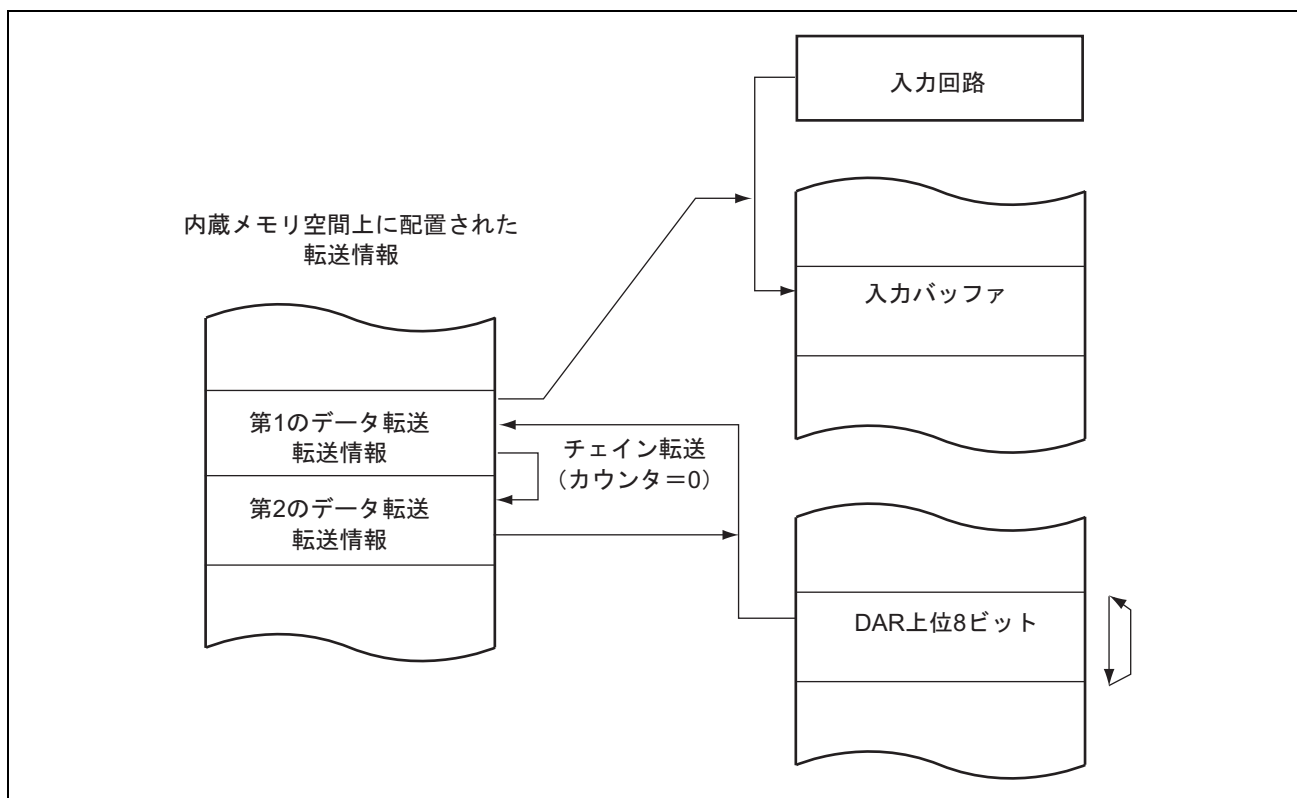 入力回路
内蔵メモリ空間上に配置された
転送情報
入力バッファ
第1のデータ転送
転送情報
チェイン転送
（カウンタ＝0）
第2のデータ転送
転送情報
DAR上位8ビット